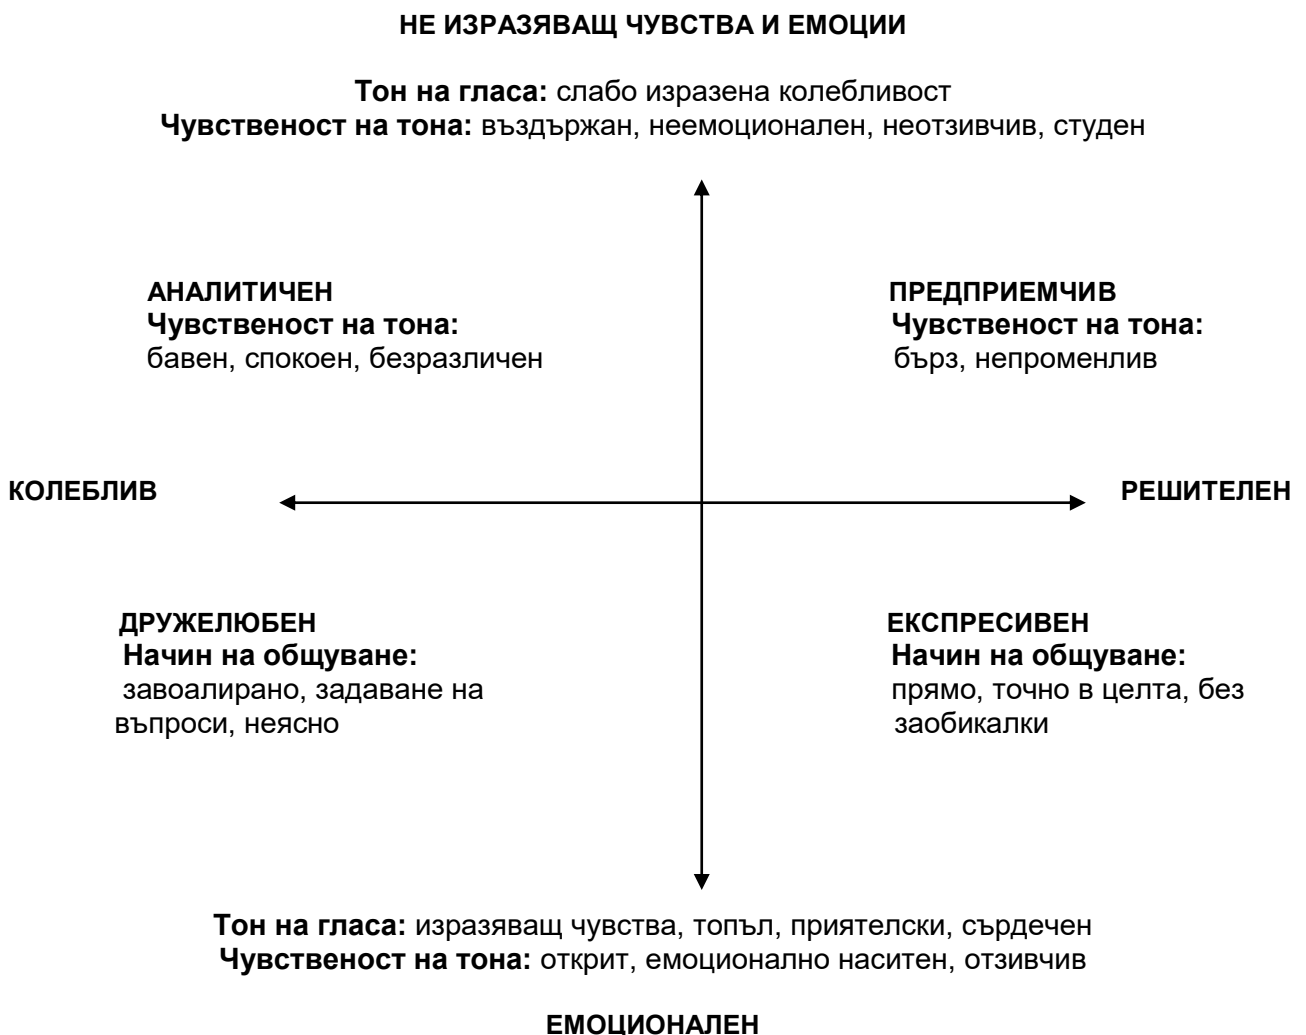 НЕ ИЗРАЗЯВАЩ ЧУВСТВА И ЕМОЦИИ
Тон на гласа: слабо изразена колебливост
Чувственост на тона: въздържан, неемоционален, неотзивчив, студен
АНАЛИТИЧЕН
Чувственост на тона:
бавен, спокоен, безразличен
ПРЕДПРИЕМЧИВ
Чувственост на тона:
бърз, непроменлив
КОЛЕБЛИВ
РЕШИТЕЛЕН
ДРУЖЕЛЮБЕН
Начин на общуване:
завоалирано, задаване на
въпроси, неясно
ЕКСПРЕСИВЕН
Начин на общуване:
прямо, точно в целта, без
заобикалки
Тон на гласа: изразяващ чувства, топъл, приятелски, сърдечен
Чувственост на тона: открит, емоционално наситен, отзивчив
ЕМОЦИОНАЛЕН